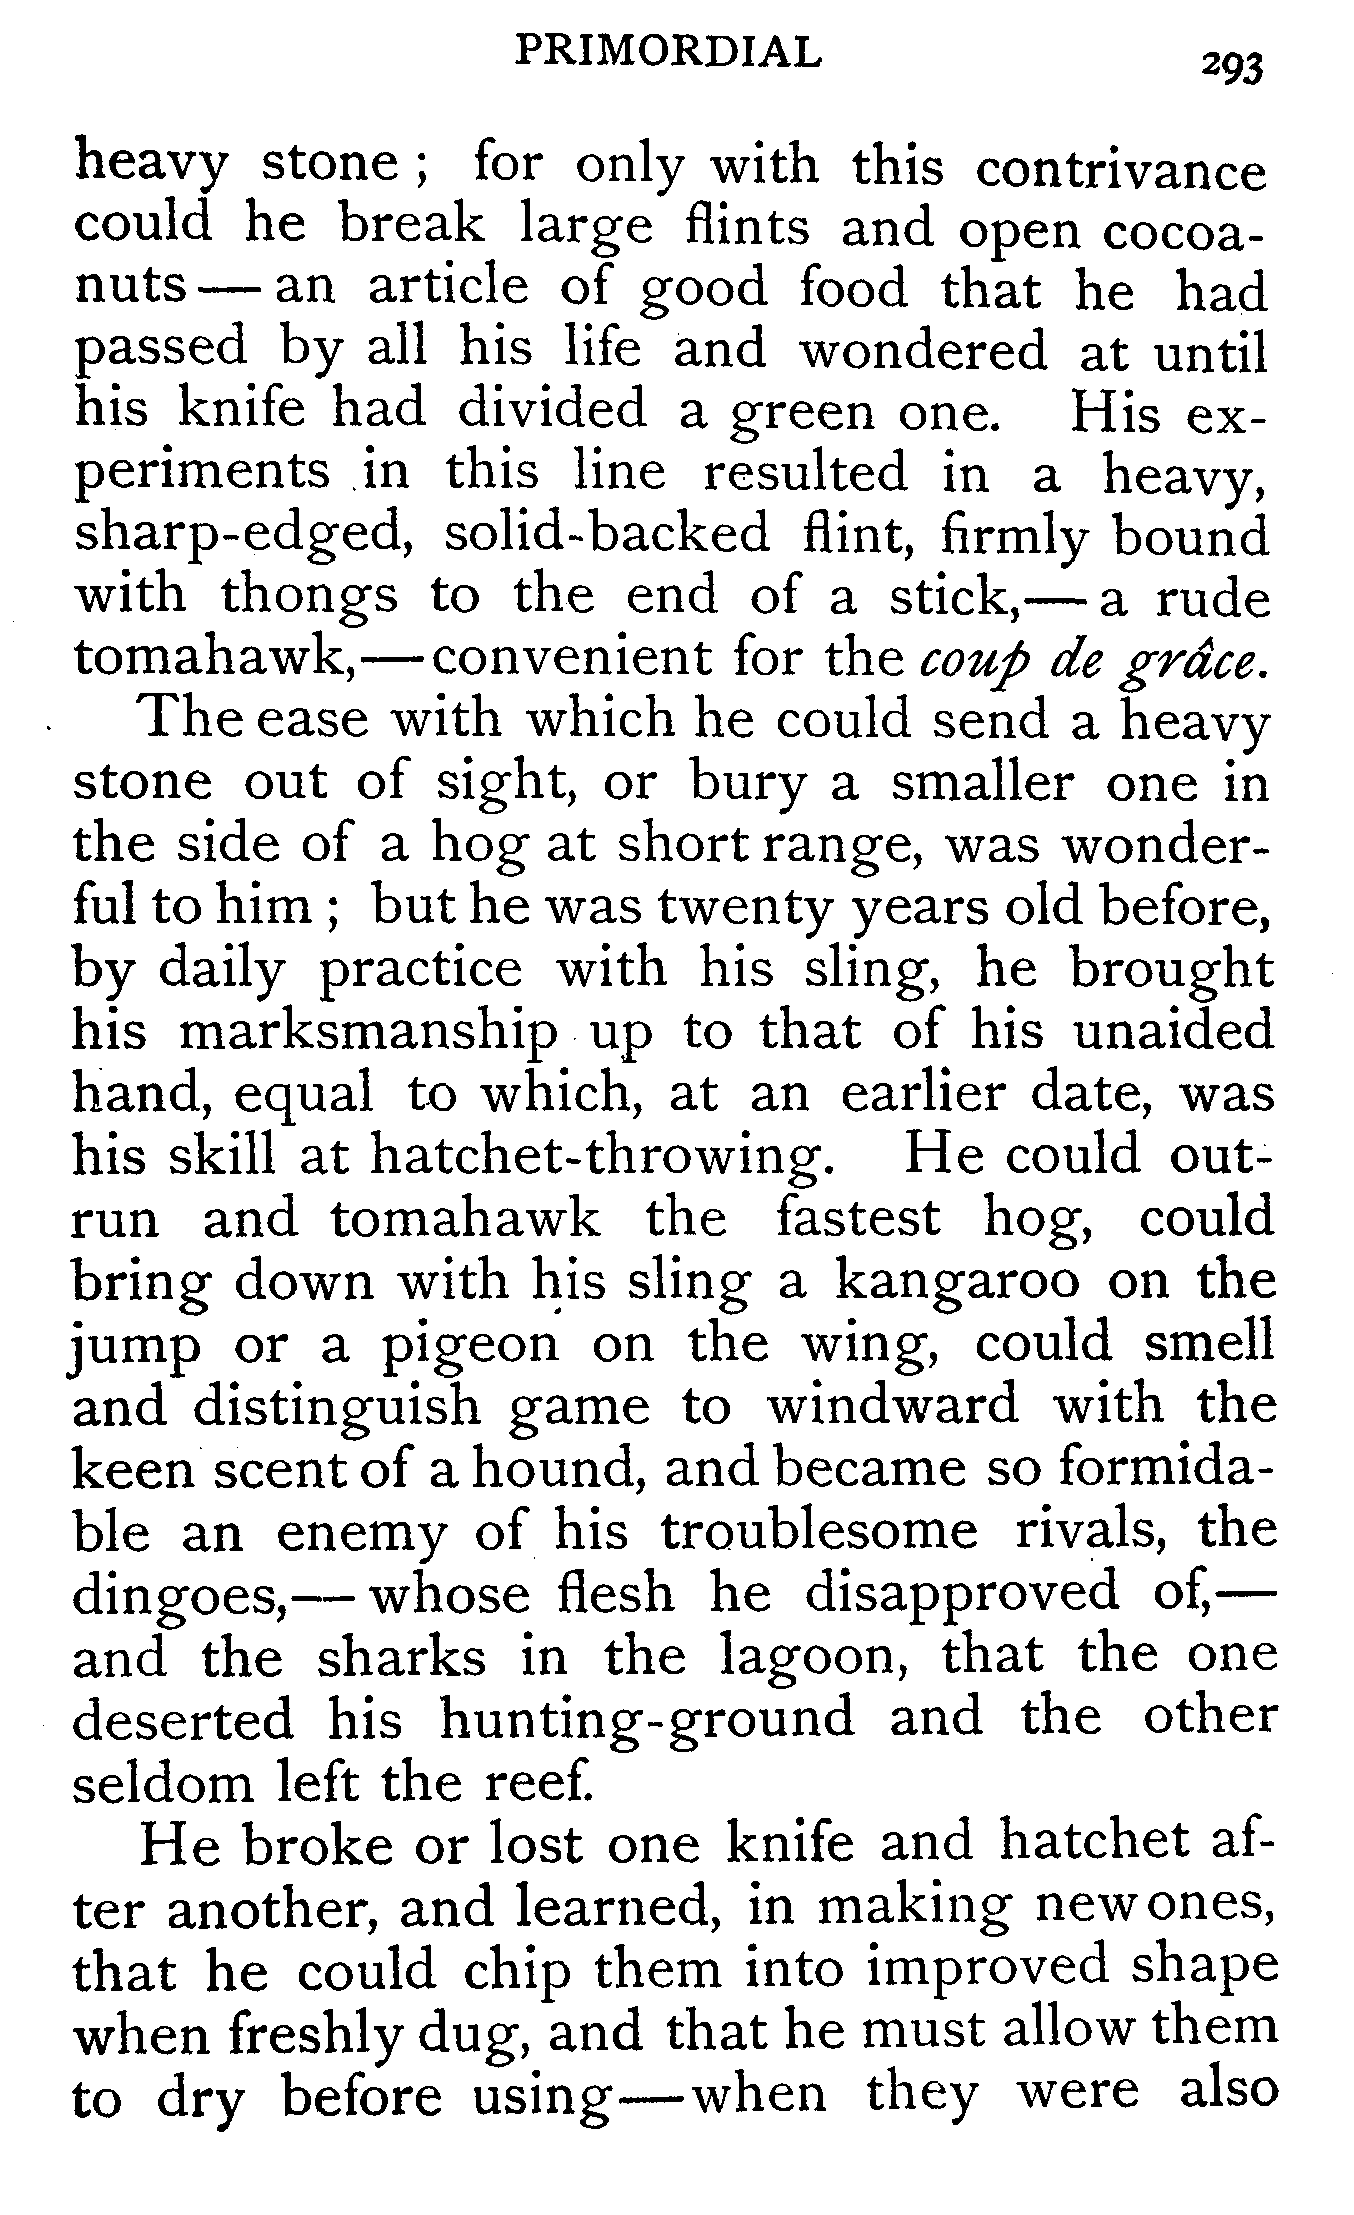 PRIMORDIAL 293
heavy stone ; for only with this contrivance
could he break large flints and open cocoa-
nuts — an article of good food that he had
passed by all his life and wondered at until
his knife had divided a green one. His ex-
periments in this line resulted in a heavy,
sharp-edged, solid-backed flint, firmly bound
with thongs to the end of a stick,— a rude
tomahawk,—convenient for the coup de grâce.
The ease with which he could send a heavy
stone out of sight, or bury a smaller one in
the side of a hog at short range, was wonder-
ful to him ; but he was twenty years old before,
by daily practice with his sling, he brought
his marksmanship up to that of his unaided
hand, equal to which, at an earlier date, was
his skill at hatchet-throwing. He could out-
run and tomahawk the fastest hog, could
bring down with his sling a kangaroo on the
jump or a pigeon on the wing, could smell
and distinguish game to windward with the
keen scent of a hound, and became so formida-
ble an enemy of his troublesome rivals, the
dingoes,— whose flesh he disapproved of,—
and the sharks in the lagoon, that the one
deserted his hunting-ground and the other
seldom left the reef.
He broke or lost one knife and hatchet af-
ter another, and learned, in making new ones,
that he could chip them into improved shape
when freshly dug, and that he must allow them
to dry before using—when they were also